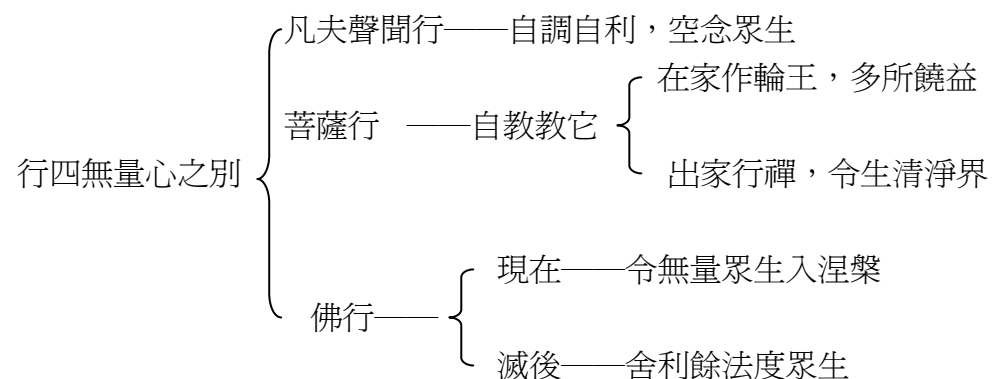 凡夫聲聞行——自調自利，空念眾生
在家作輪王，多所饒益
菩薩行 ——自教教它
行四無量心之別
出家行禪，令生清淨界
現在——令無量眾生入涅槃
佛行——
滅後——舍利餘法度眾生